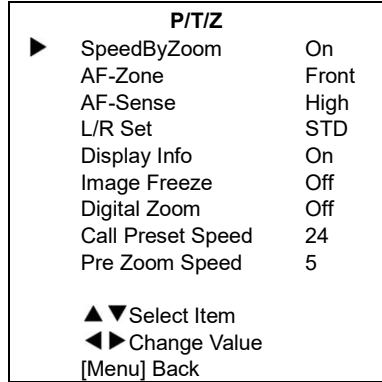 P/T/Z
▶ SpeedByZoom On
AF-Zone Front
AF-Sense High
L/R Set STD
Display Info On
Image Freeze Off
Digital Zoom Off
Call Preset Speed 24
Pre Zoom Speed 5
▲▼Select Item
◀▶Change Value
[Menu] Back